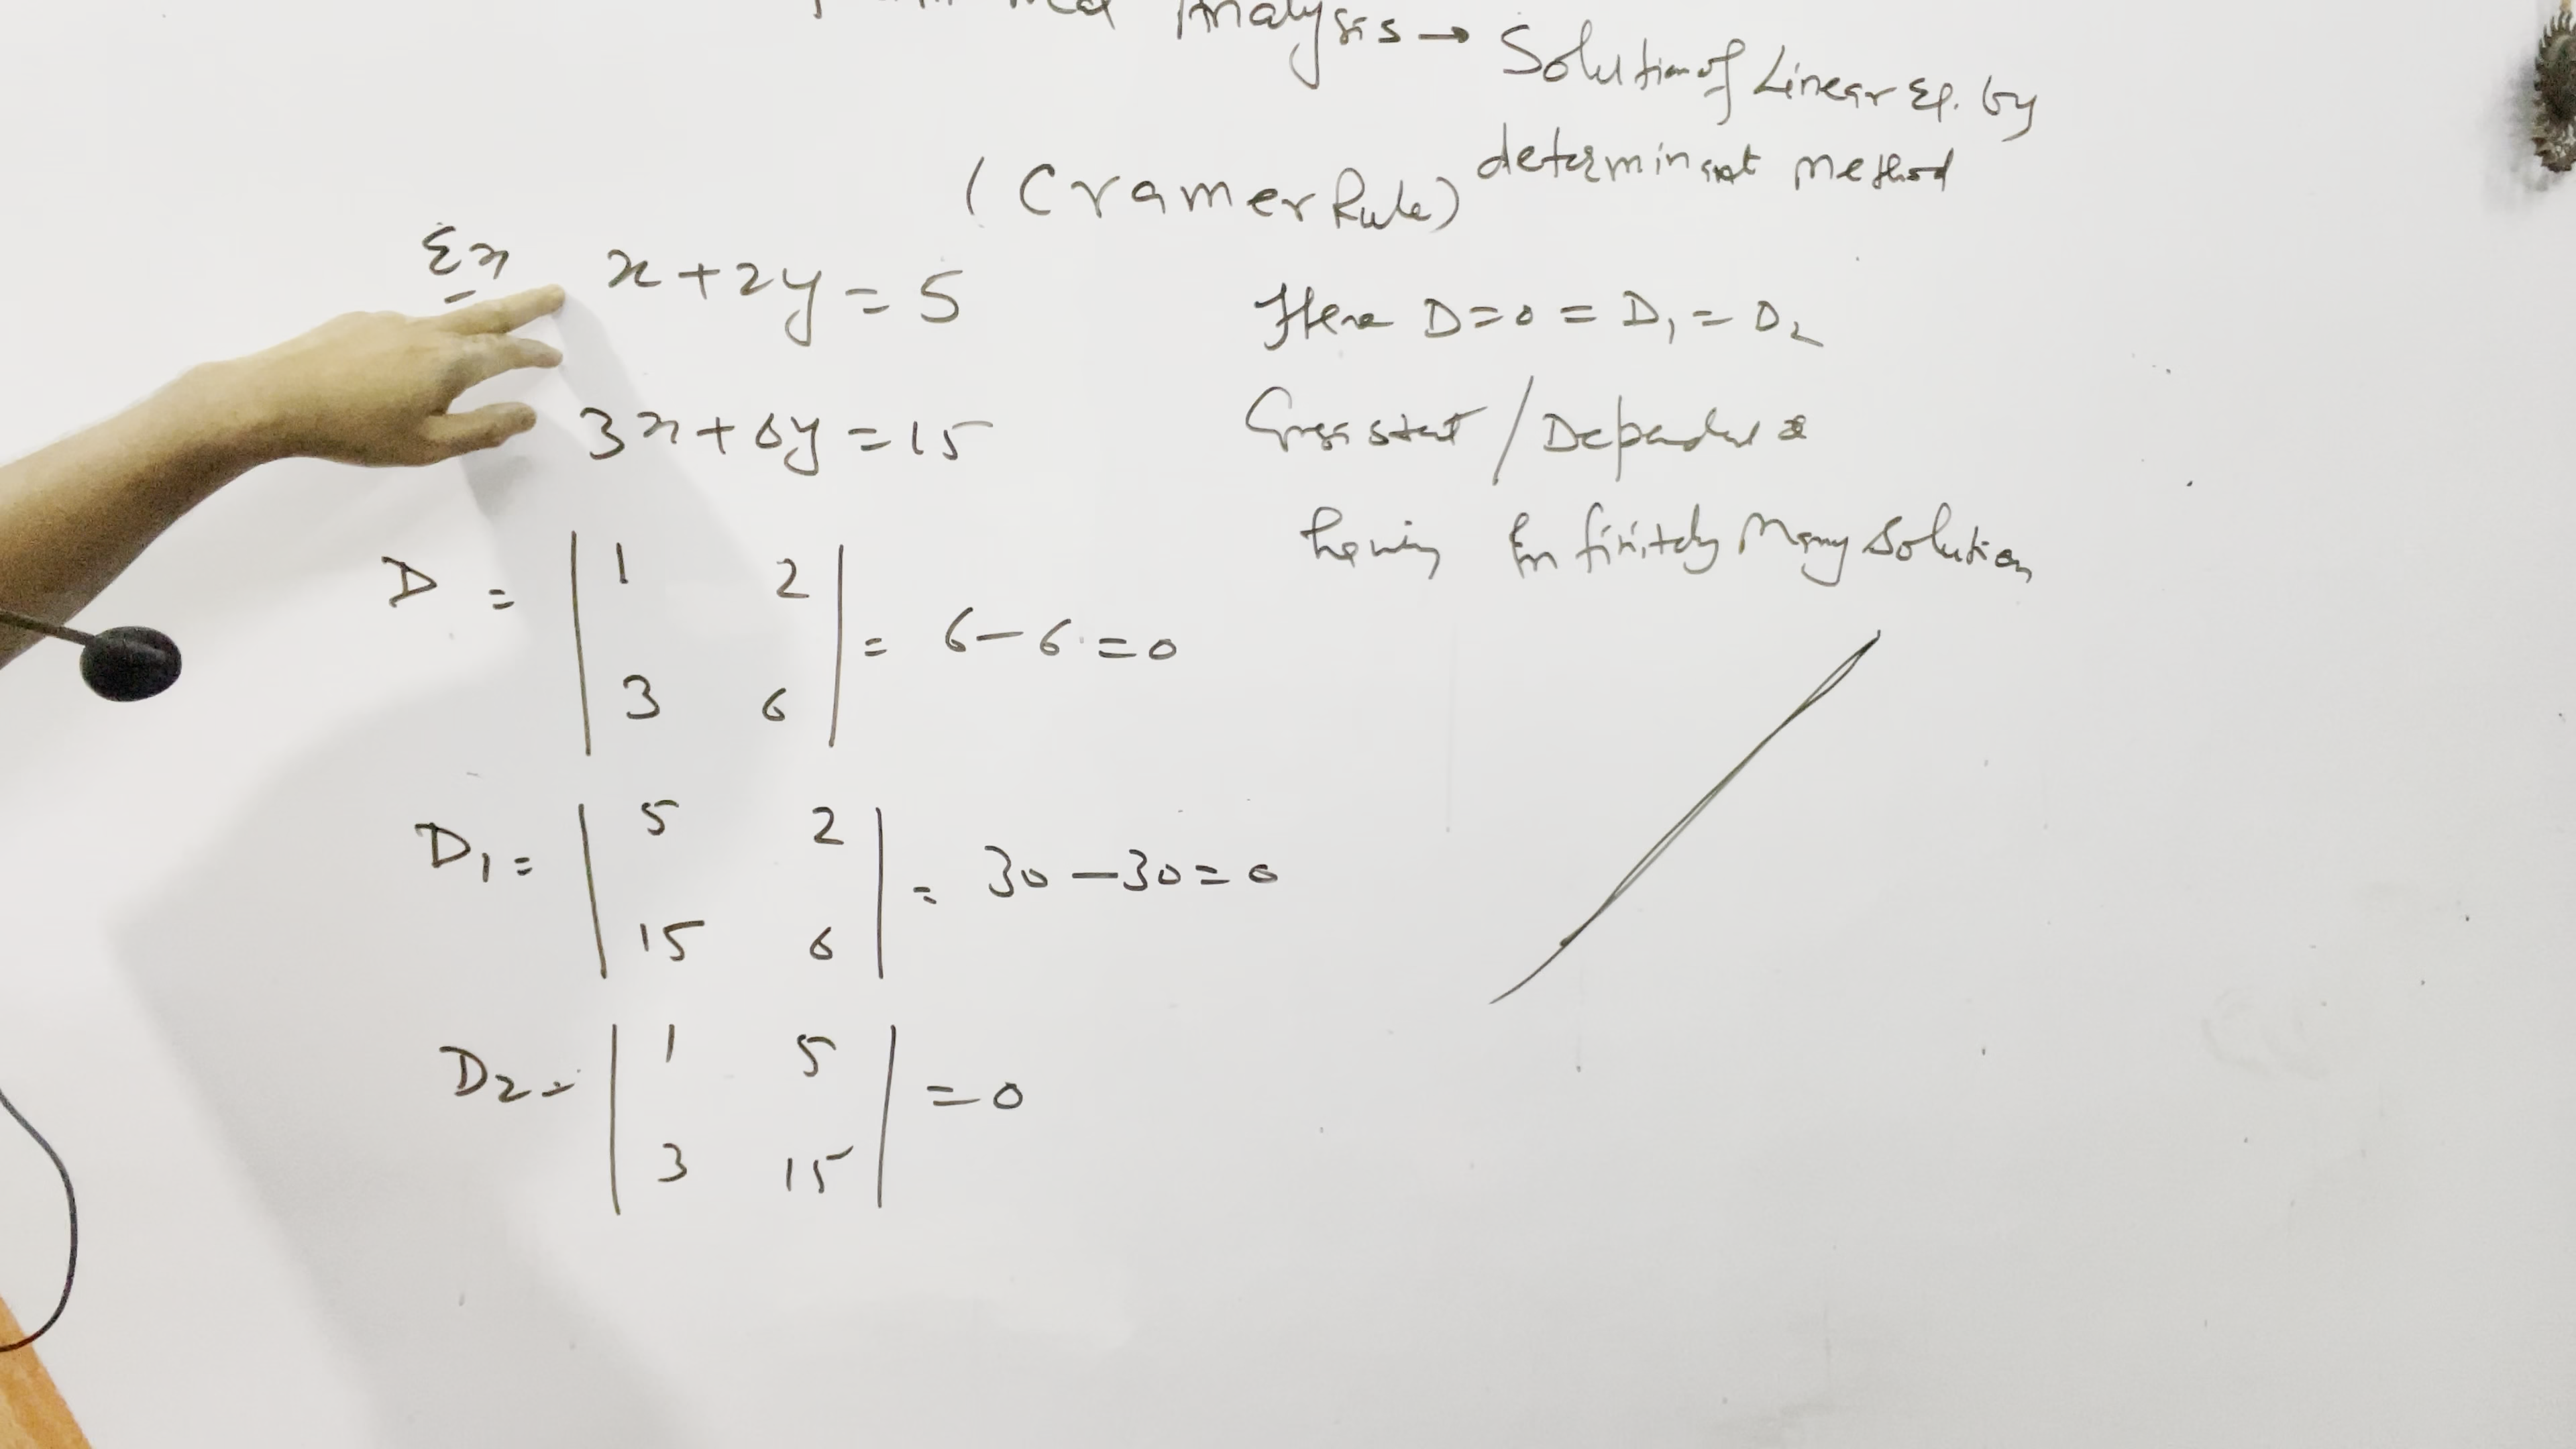 Analysis → Solution of Linear Eq. by
determinant method
(Cramer Rule)
Ex x + 2y = 5
3x + 6y = 15
D = | 1 2 |
| 3 6 | = 6 - 6 = 0
D₁ = | 5 2 |
| 15 6 | = 30 - 30 = 0
D₂ = | 1 5 |
| 3 15 | = 0
Here D = 0 = D₁ = D₂
Consistent / Dependent
having Infinitely Many Solution